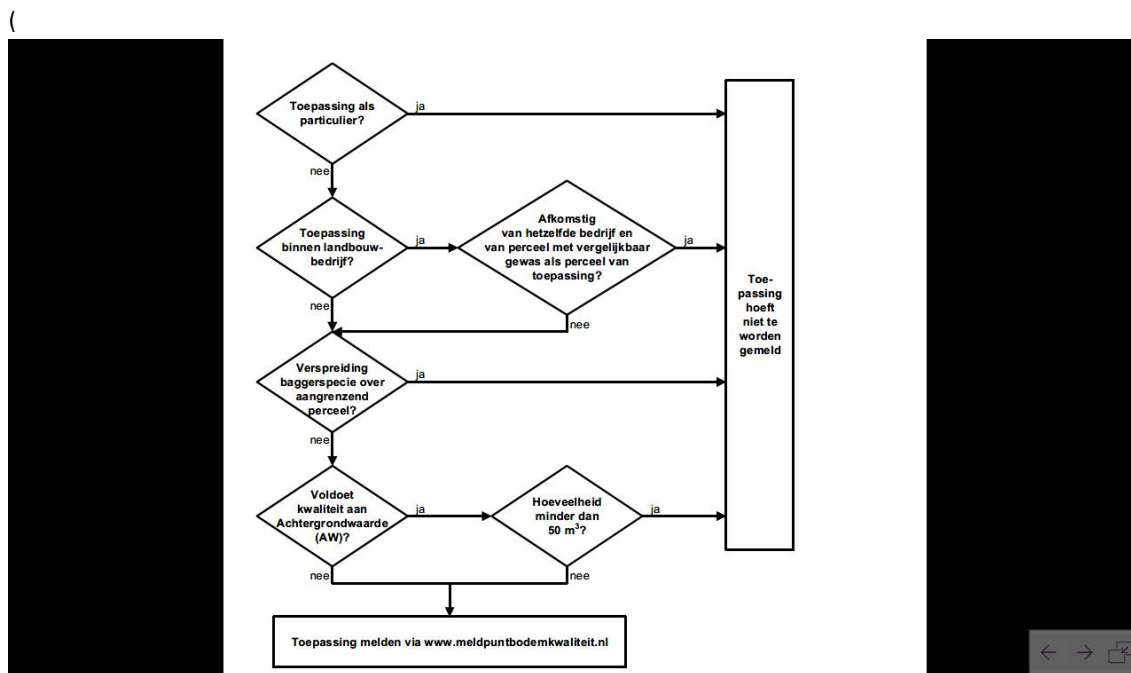 (
Toepassing als
particulier?
ja
nee
Toepassing
binnen landbouw-
bedrijf?
ja
Afkomstig
van hetzelfde bedrijf en
van perceel met vergelijkbaar
gewas als perceel van
toepassing?
ja
nee
nee
Verspreiding
baggerspecie over
aangrenzend
perceel?
ja
nee
Voldoet
kwaliteit aan
Achtergrondwaarde
(AW)?
ja
Hoeveelheid
minder dan
50 m³?
ja
nee
nee
Toe-
passing
hoeft
niet te
worden
gemeld
Toepassing melden via www.meldpuntbodemkwaliteit.nl